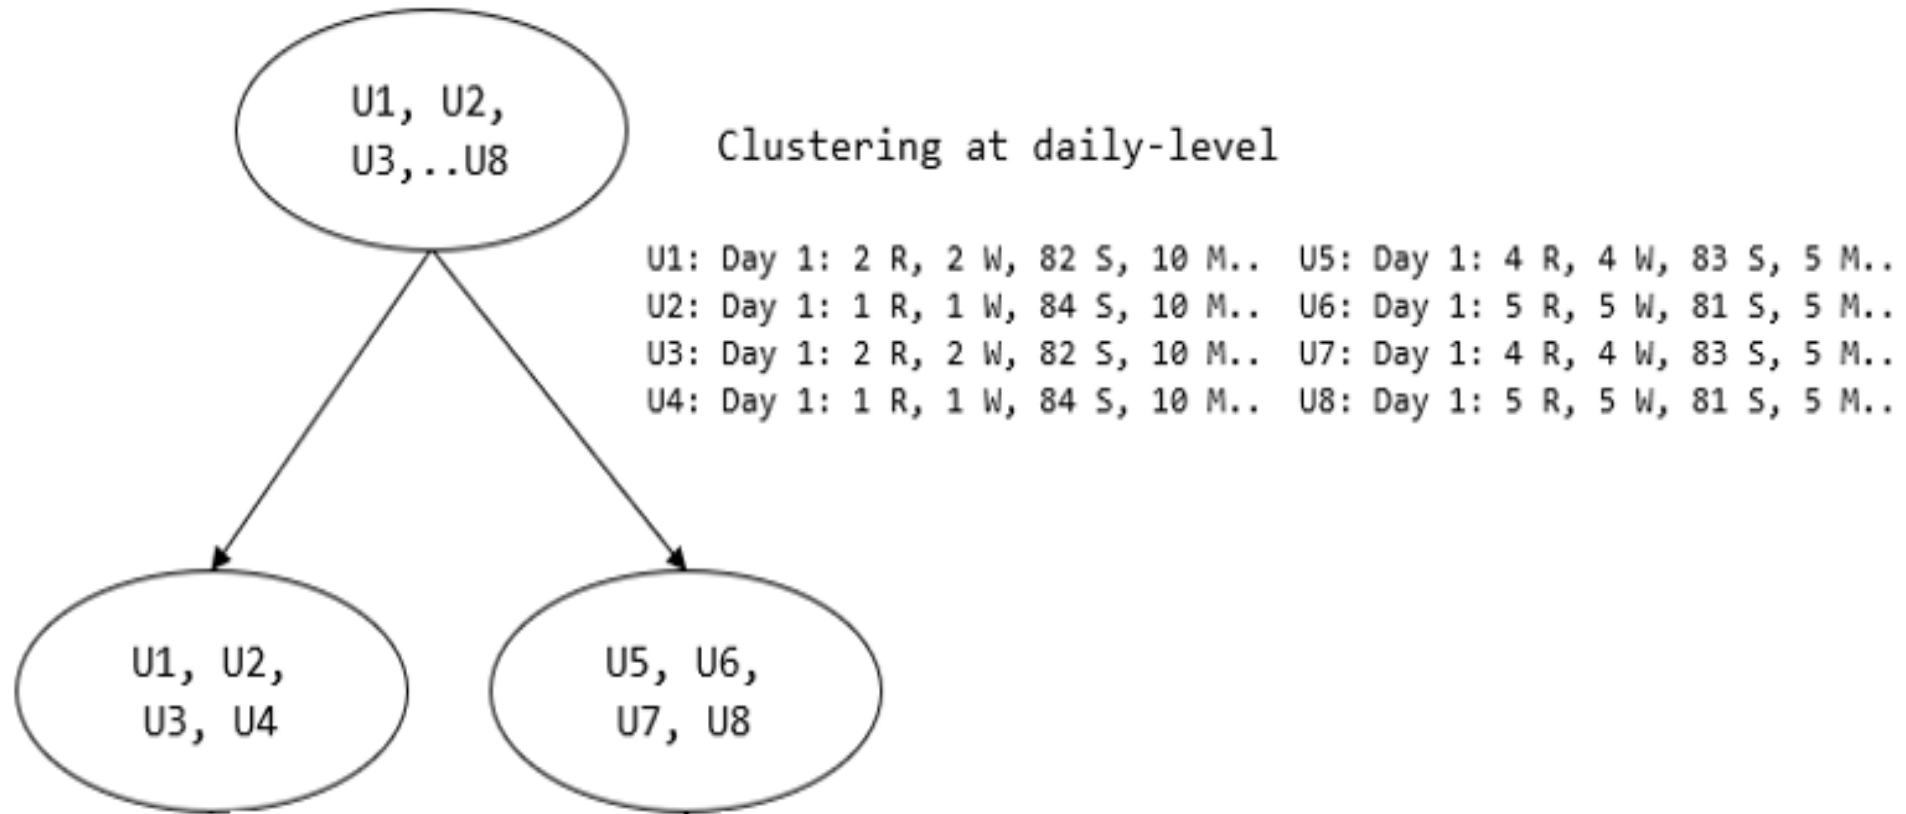 U1, U2,
U3,..U8
Clustering at daily-level
U1: Day 1: 2 R, 2 W, 82 S, 10 M..
U2: Day 1: 1 R, 1 W, 84 S, 10 M..
U3: Day 1: 2 R, 2 W, 82 S, 10 M..
U4: Day 1: 1 R, 1 W, 84 S, 10 M..
U5: Day 1: 4 R, 4 W, 83 S, 5 M..
U6: Day 1: 5 R, 5 W, 81 S, 5 M..
U7: Day 1: 4 R, 4 W, 83 S, 5 M..
U8: Day 1: 5 R, 5 W, 81 S, 5 M..
U1, U2,
U3, U4
U5, U6,
U7, U8